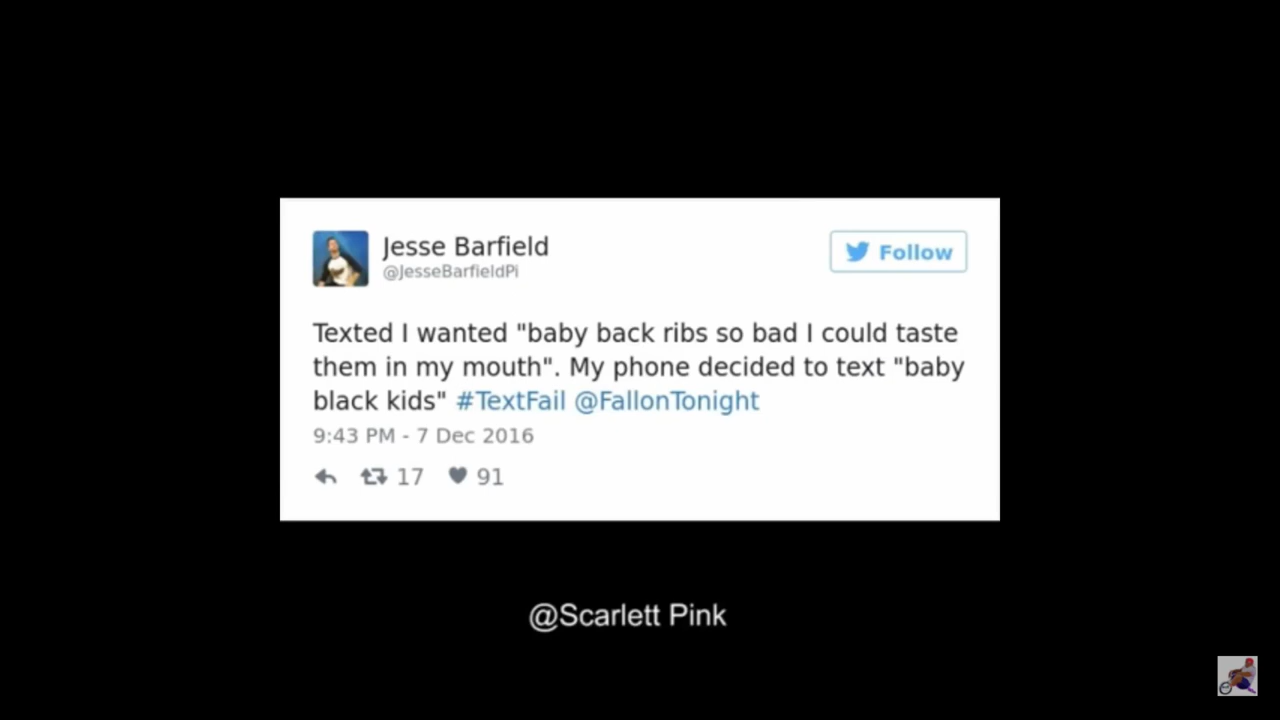 Jesse Barfield
@JesseBarfieldPi
Follow
Texted I wanted "baby back ribs so bad I could taste
them in my mouth". My phone decided to text "baby
black kids" #TextFail @FallonTonight
9:43 PM - 7 Dec 2016
17 91
@Scarlett Pink